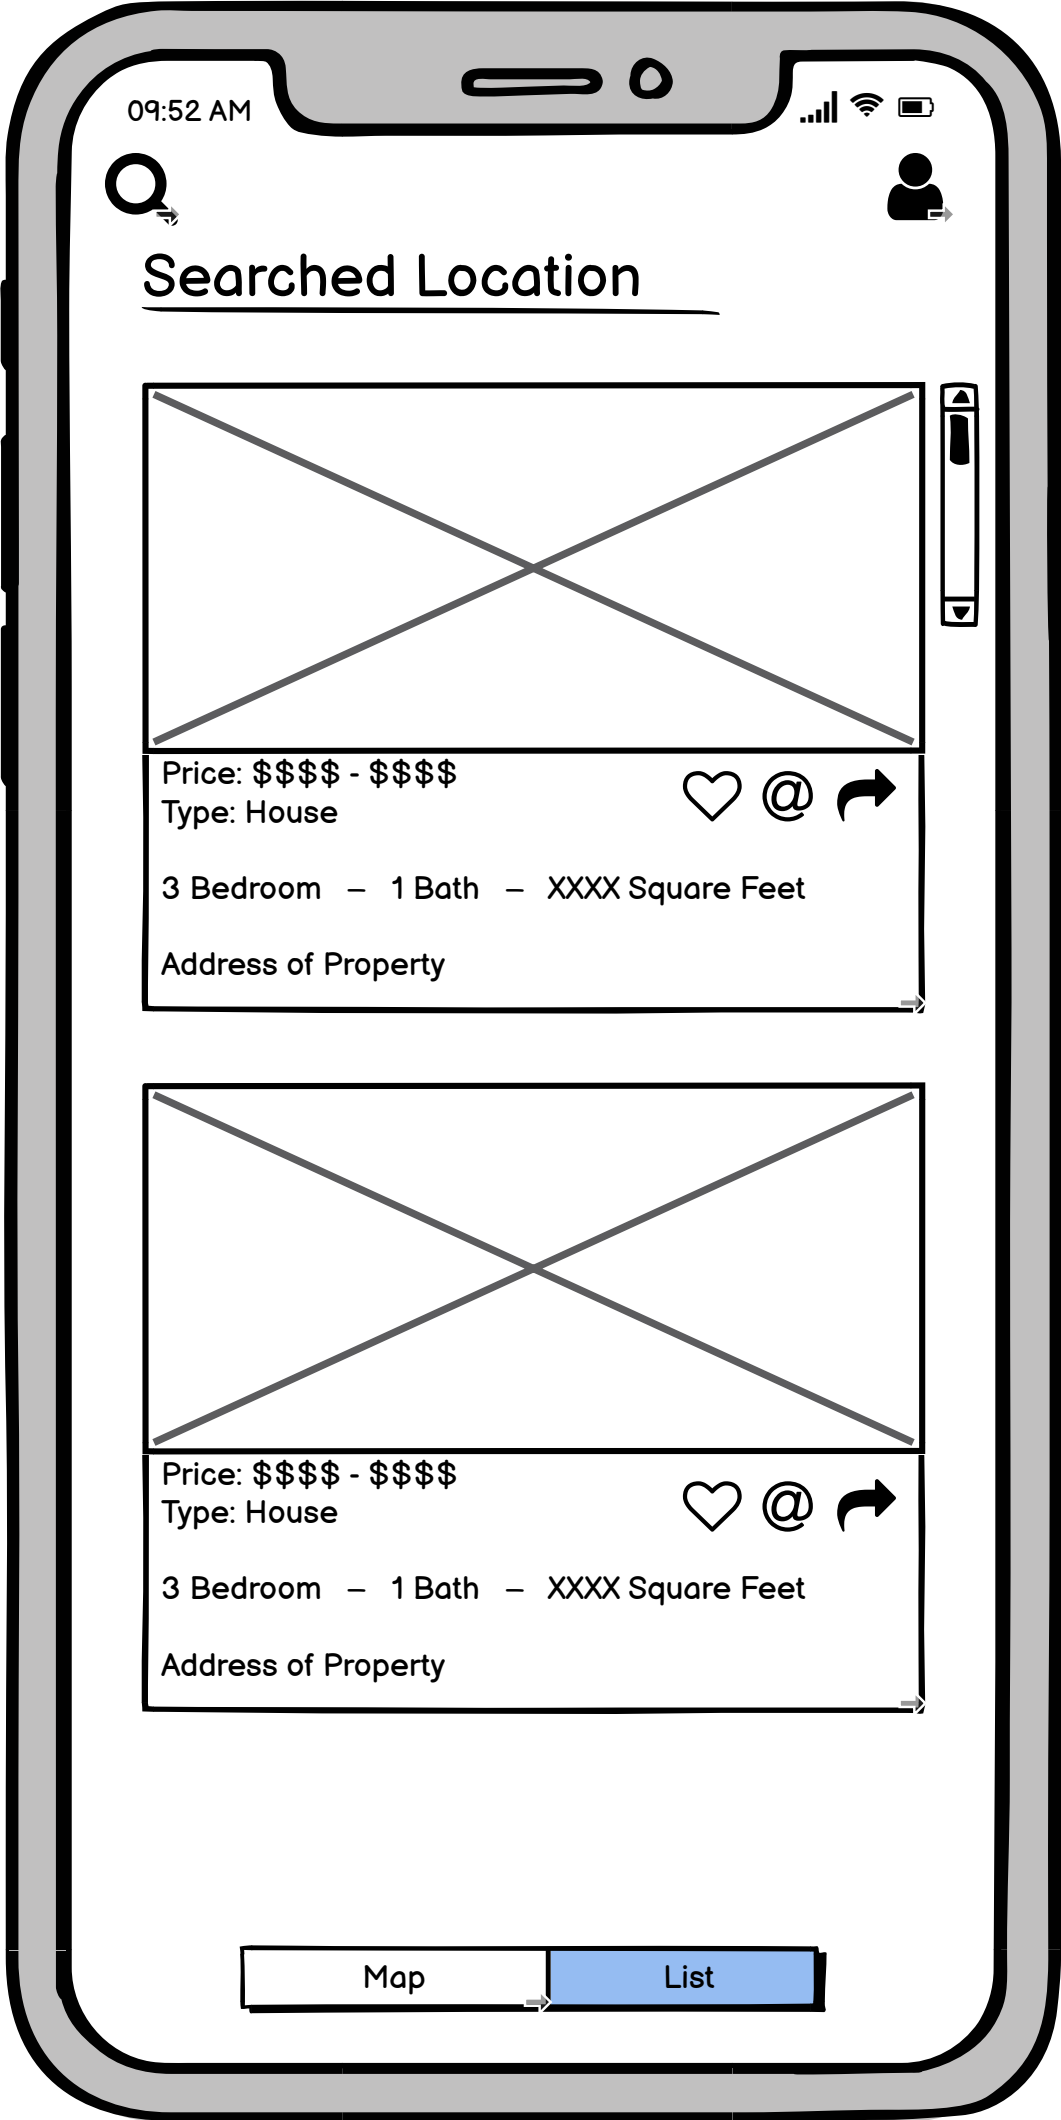 09:52 AM
Searched Location
Price: $$$$ - $$$$
Type: House
@
3 Bedroom – 1 Bath – XXXX Square Feet
Address of Property
Price: $$$$ - $$$$
Type: House
@
3 Bedroom – 1 Bath – XXXX Square Feet
Address of Property
Map
List